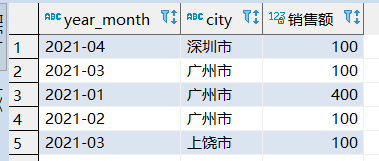 ABC year_month ABC city 123 销售额
1 2021-04 深圳市 100
2 2021-03 广州市 100
3 2021-01 广州市 400
4 2021-02 广州市 100
5 2021-03 上饶市 100